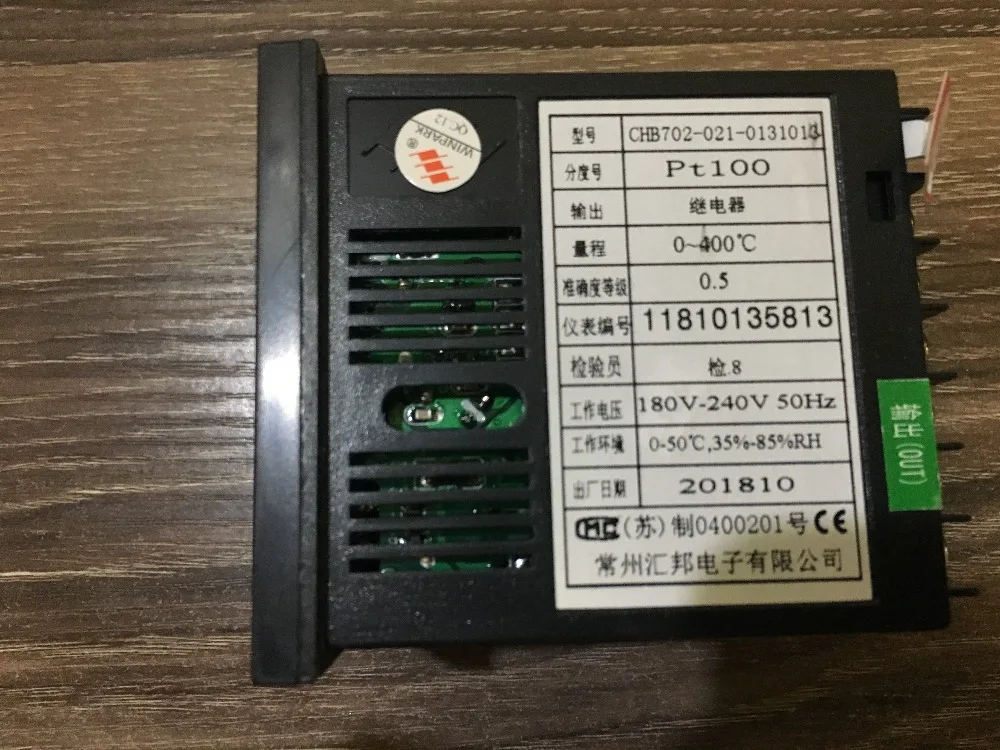 WINPARK
QC12
®
型号 CHB702-021-0131013
分度号 Pt100
输出 继电器
量程 0~400℃
准确度等级 0.5
仪表编号 11810135813
检验员 检.8
工作电压 180V-240V 50Hz
工作环境 0-50℃,35%-85%RH
出厂日期 201810
CMC (苏) 制0400201号 CE
常州汇邦电子有限公司
(OUT)